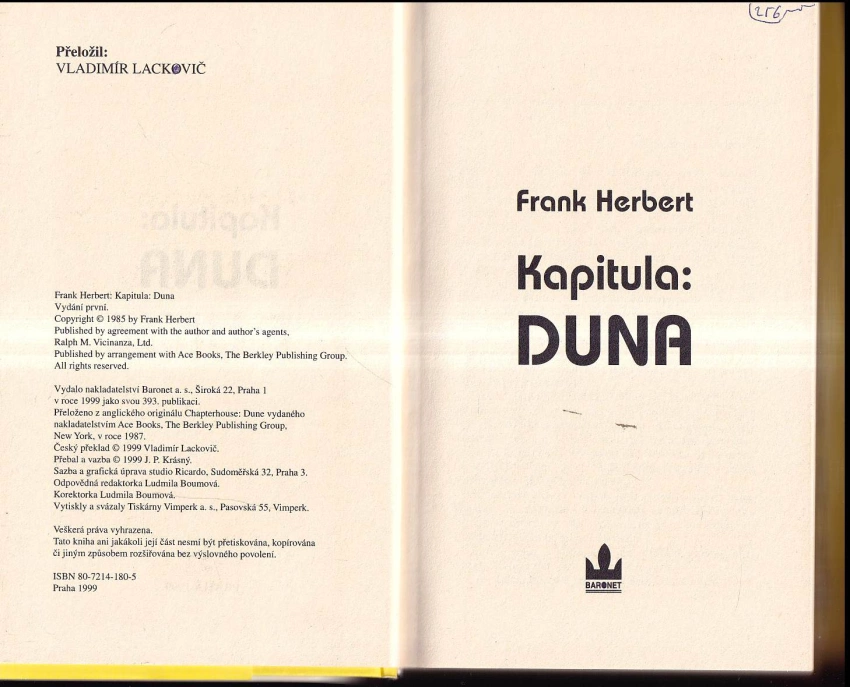 Přeložil:
VLADIMÍR LACKOVIČ
Frank Herbert: Kapitula: Duna
Vydání první.
Copyright © 1985 by Frank Herbert
Published by agreement with the author and author's agents,
Ralph M. Vicinanza, Ltd.
Published by arrangement with Ace Books, The Berkley Publishing Group.
All rights reserved.
Vydalo nakladatelství Baronet a. s., Široká 22, Praha 1
v roce 1999 jako svou 393. publikaci.
Přeloženo z anglického originálu Chapterhouse: Dune vydaného
nakladatelstvím Ace Books, The Berkley Publishing Group,
New York, v roce 1987.
Český překlad © 1999 Vladimír Lackovič.
Přebal a vazba © 1999 J. P. Krásný.
Sazba a grafická úprava studio Ricardo, Sudoměřská 32, Praha 3.
Odpovědná redaktorka Ludmila Boumová.
Korektorka Ludmila Boumová.
Vytiskly a svázaly Tiskárny Vimperk a. s., Pasovská 55, Vimperk.
Veškerá práva vyhrazena.
Tato kniha ani jakákoli její část nesmí být přetiskována, kopírována
či jiným způsobem rozšiřována bez výslovného povolení.
ISBN 80-7214-180-5
Praha 1999
Frank Herbert
Kapitula:
DUNA
BARONET